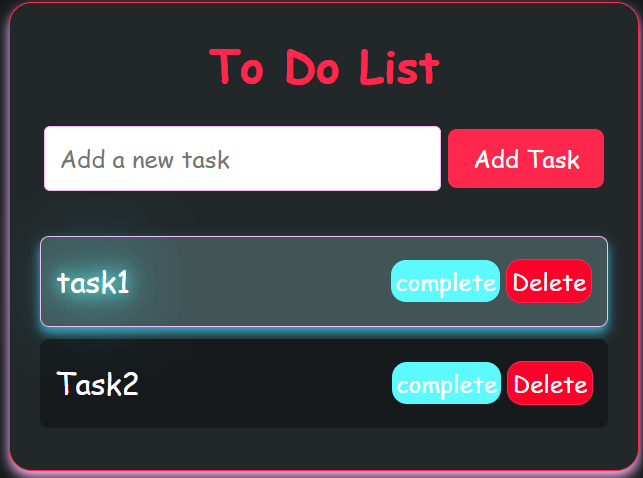 To Do List
Add a new task
Add Task
task1
complete
Delete
Task2
complete
Delete